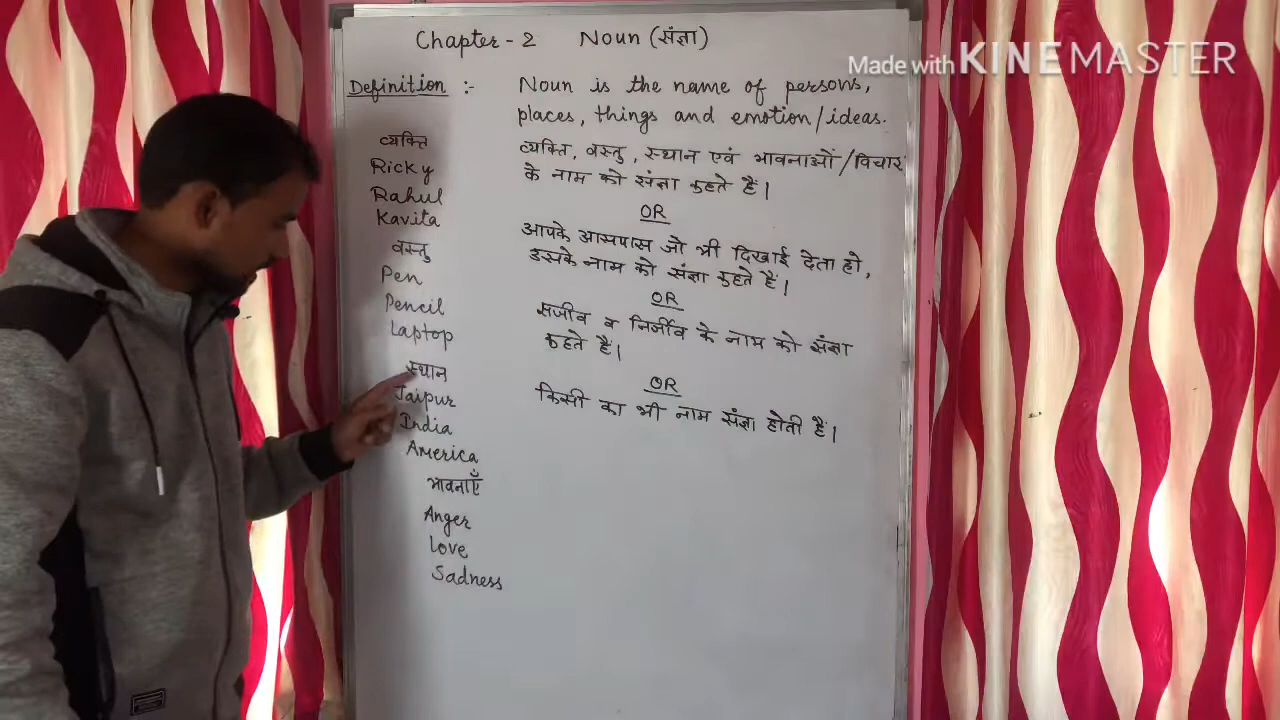 Chapter - 2 Noun (संज्ञा)
Made with KINEMASTER
Definition :- Noun is the name of persons,
places, things and emotion/ideas.
व्यक्ति, वस्तु, स्थान एवं भावनाओं/विचार
के नाम को संज्ञा कहते हैं।
OR
आपके आसपास जो भी दिखाई देता हो,
उसके नाम को संज्ञा कहते हैं।
OR
सजीव व निर्जीव के नाम को संज्ञा
कहते हैं।
OR
किसी का भी नाम संज्ञा होती है।
व्यक्ति
Ricky
Rahul
Kavita
वस्तु
Pen
Pencil
Laptop
स्थान
Jaipur
India
America
भावनाएँ
Anger
Love
Sadness